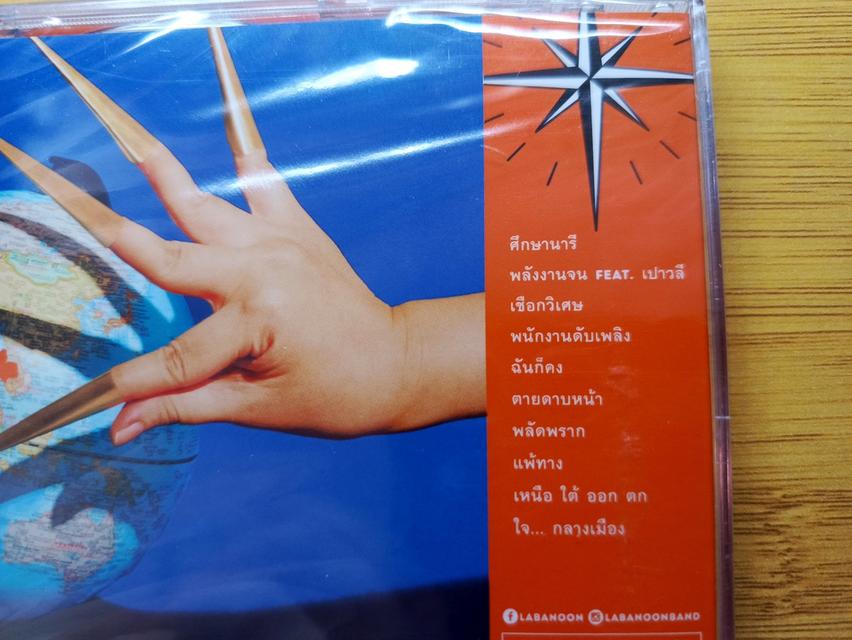 ศึกษานารี
พลังงานจน FEAT. เปาวลี
เชือกวิเศษ
พนักงานดับเพลิง
ฉันก็คง
ตายดาบหน้า
พลัดพราก
แพ้ทาง
เหนือ ใต้ ออก ตก
ใจ... กลางเมือง
LABANOON LABANOONBAND